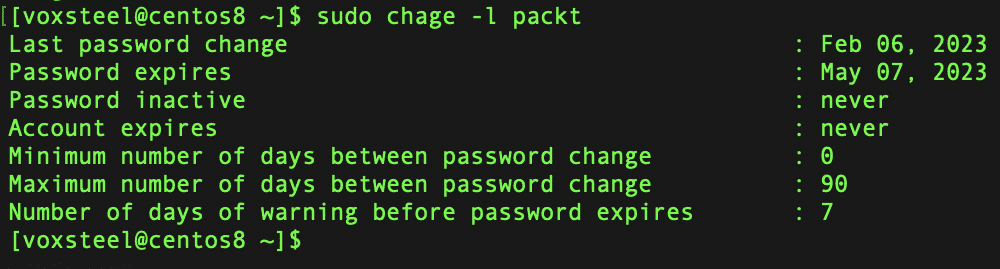 [[voxsteel@centos8 ~]$ sudo chage -l packt
Last password change : Feb 06, 2023
Password expires : May 07, 2023
Password inactive : never
Account expires : never
Minimum number of days between password change : 0
Maximum number of days between password change : 90
Number of days of warning before password expires : 7
[voxsteel@centos8 ~]$